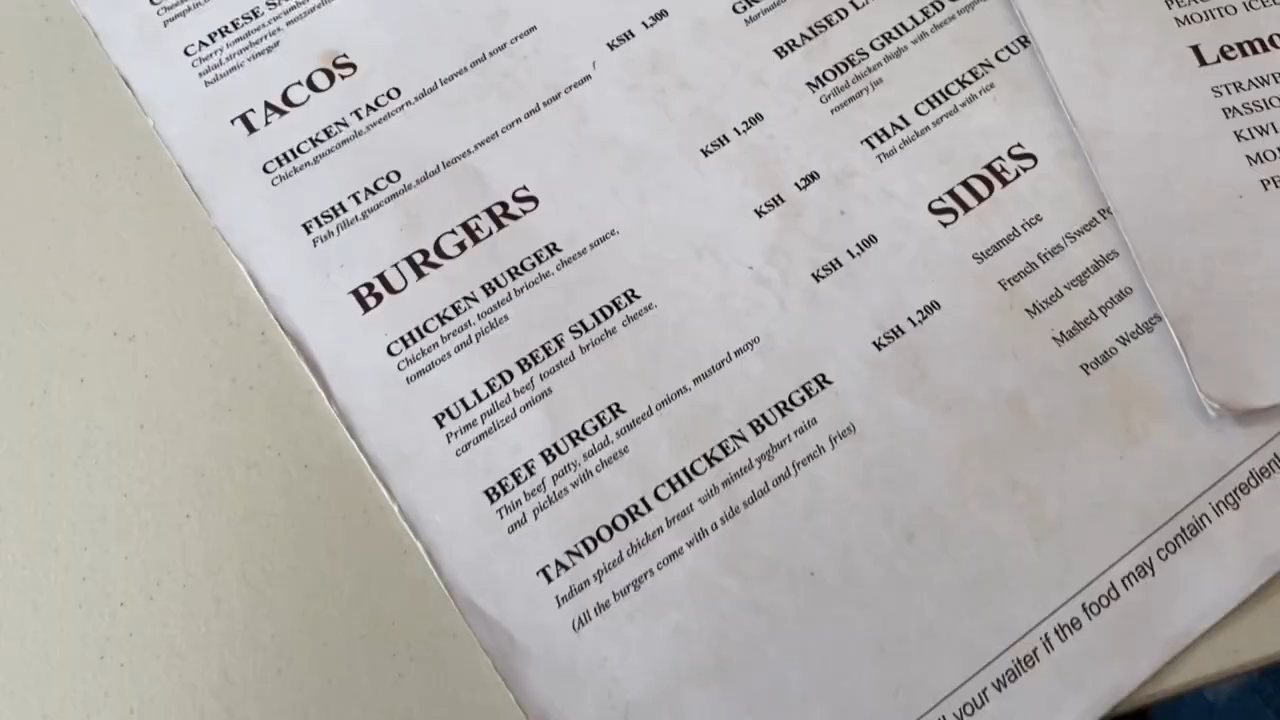 pumpkin,
CAPRESE
Cherry tomatoes,cucumber
salad,strawberries, mozzarella
balsamic vinegar
TACOS
CHICKEN TACO
Chicken,guacamole,sweetcorn,salad leaves and sour cream
KSH 1,300
FISH TACO
Fish fillet,guacamole,salad leaves,sweet corn and sour cream
BURGERS
CHICKEN BURGER
KSH 1,200
Chicken breast, toasted brioche, cheese sauce,
tomatoes and pickles
PULLED BEEF SLIDER
KSH 1,200
Prime pulled beef toasted brioche cheese,
caramelized onions
BEEF BURGER
KSH 1,100
Thin beef patty, salad, sauteed onions, mustard mayo
and pickles with cheese
TANDOORI CHICKEN BURGER
KSH 1,200
Indian spiced chicken breast with minted yoghurt raita
(All the burgers come with a side salad and french fries)
Marinated
BRAISED
MODES GRILLED
Grilled chicken thighs with cheese topping
rosemary jus
THAI CHICKEN CUR
Thai chicken served with rice
SIDES
Steamed rice
French fries/Sweet
Mixed vegetables
Mashed potato
Potato Wedges
your waiter if the food may contain ingredient
MOJITO ICE
Lemo
STRAWE
PASSIO
KIWI